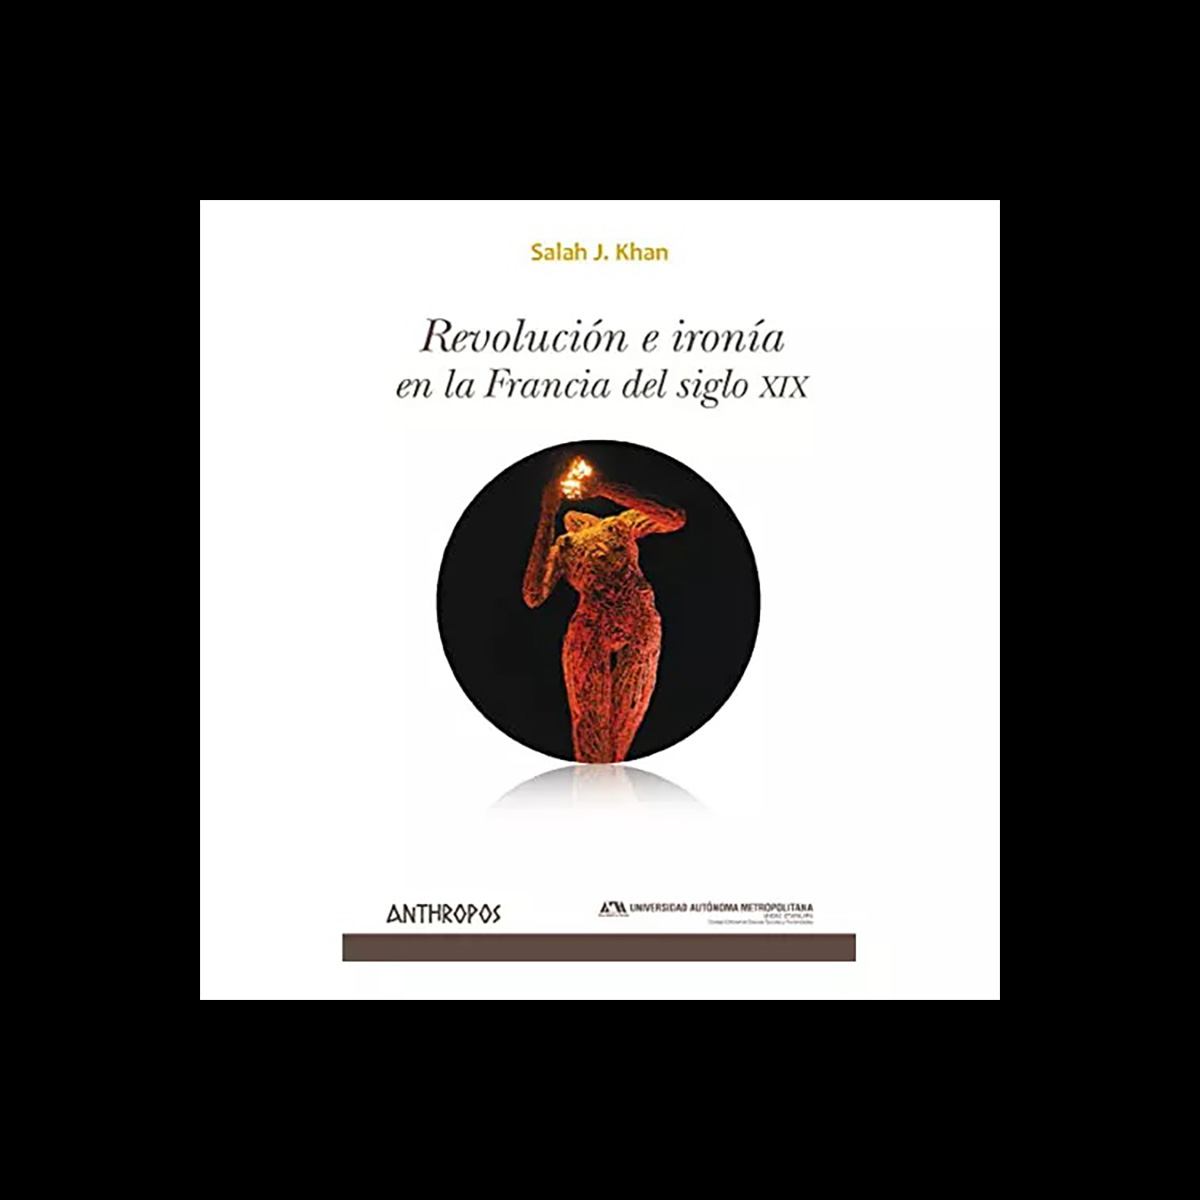 Salah J. Khan
Revolución e ironía
en la Francia del siglo XIX
ANTHROPOS
UNIVERSIDAD AUTÓNOMA METROPOLITANA